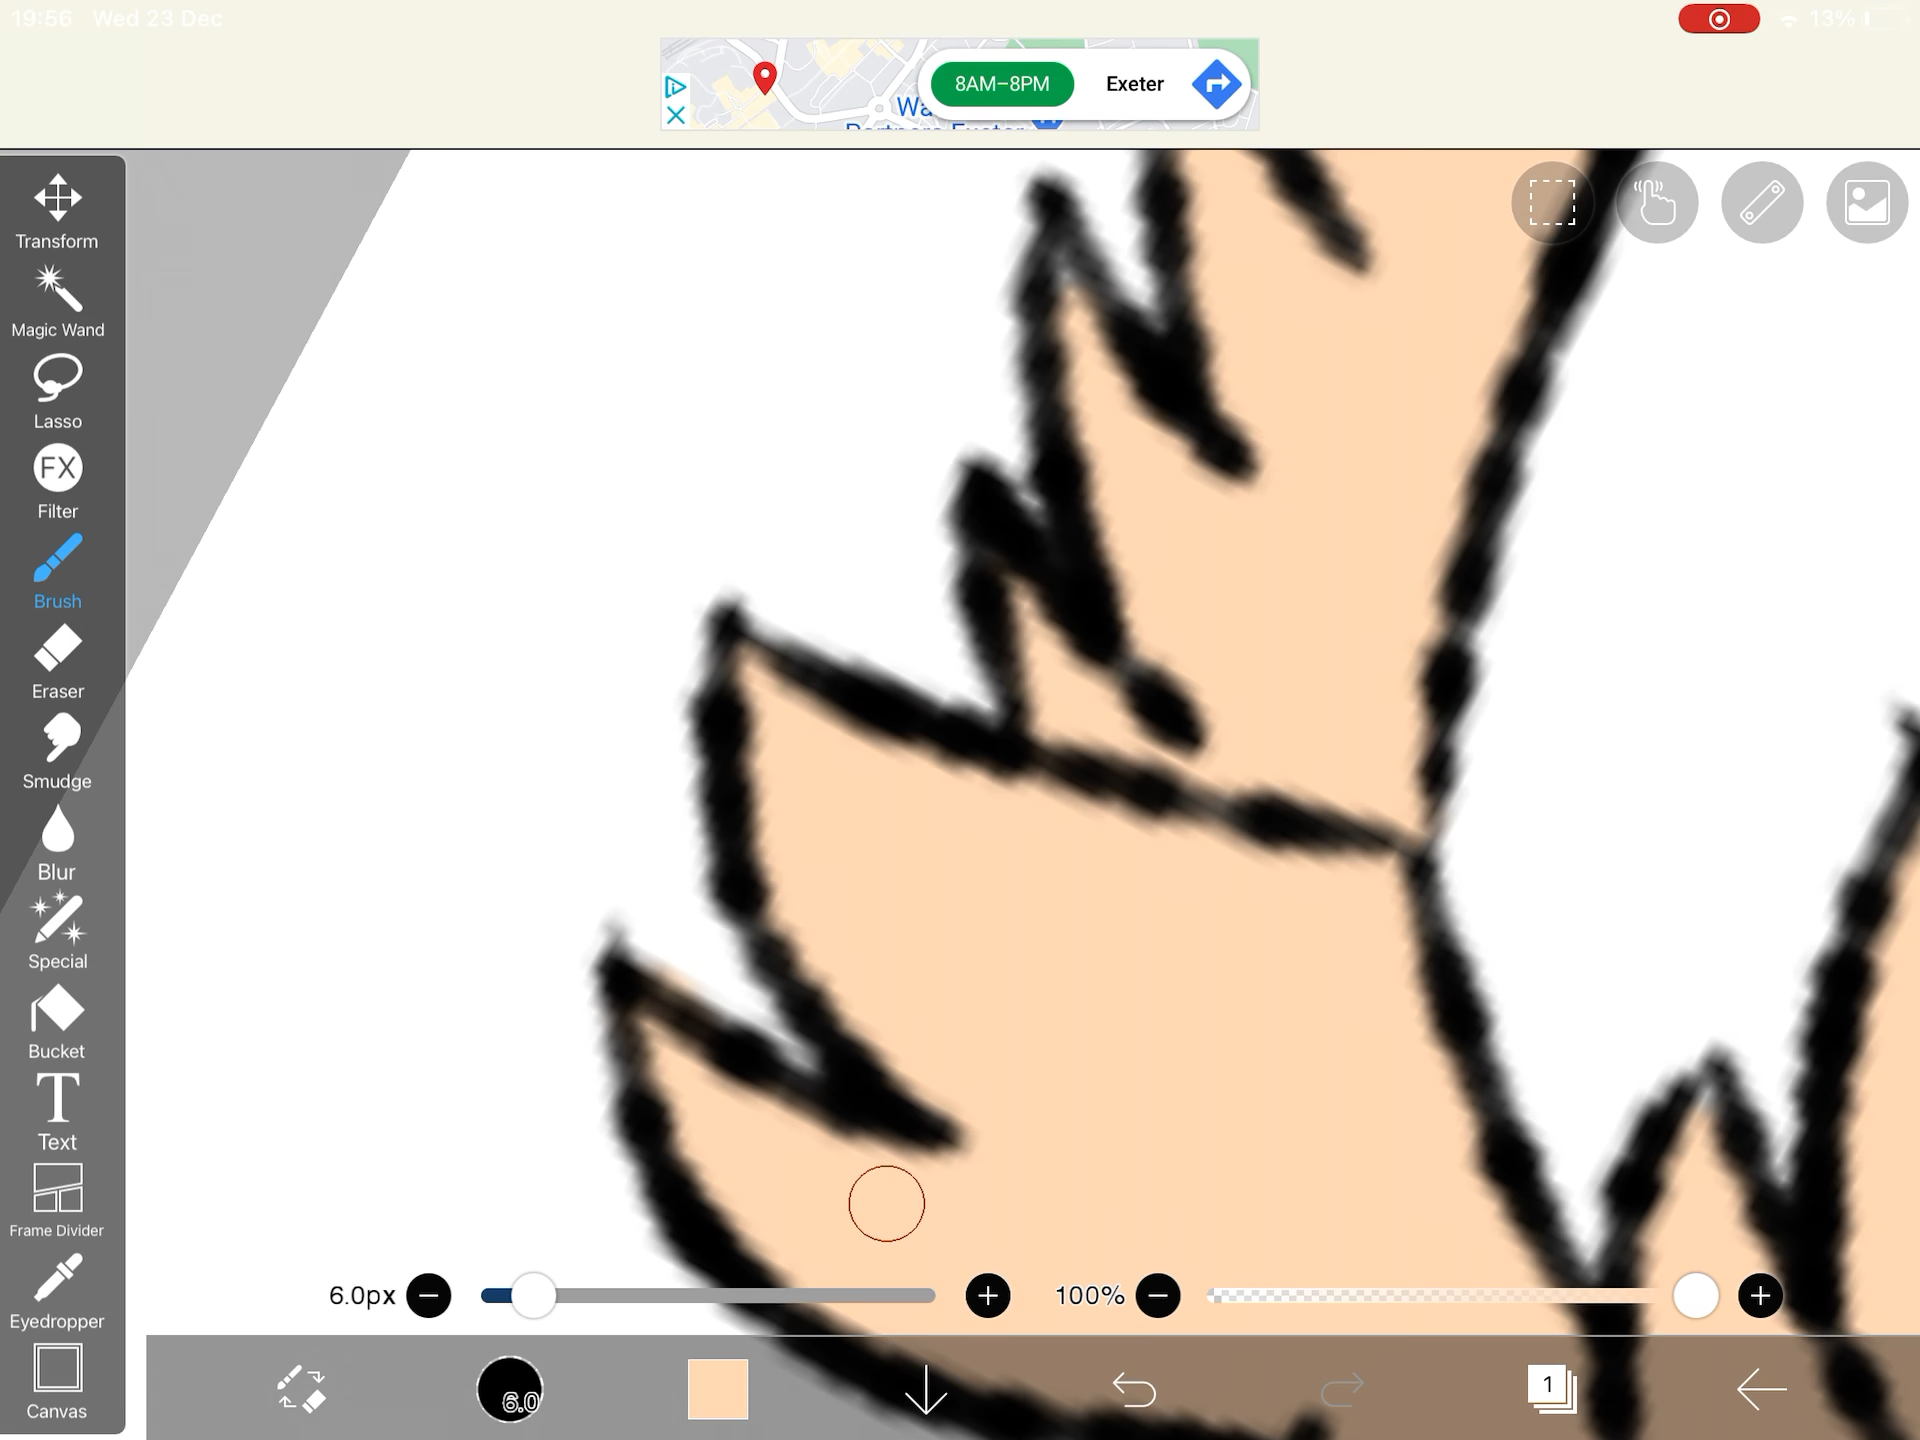 19:56 Wed 23 Dec
13%
8AM–8PM
Exeter
Transform
Magic Wand
Lasso
FX
Filter
Brush
Eraser
Smudge
Blur
Special
Bucket
T
Text
Frame Divider
Eyedropper
Canvas
6.0px
100%
6.0
1